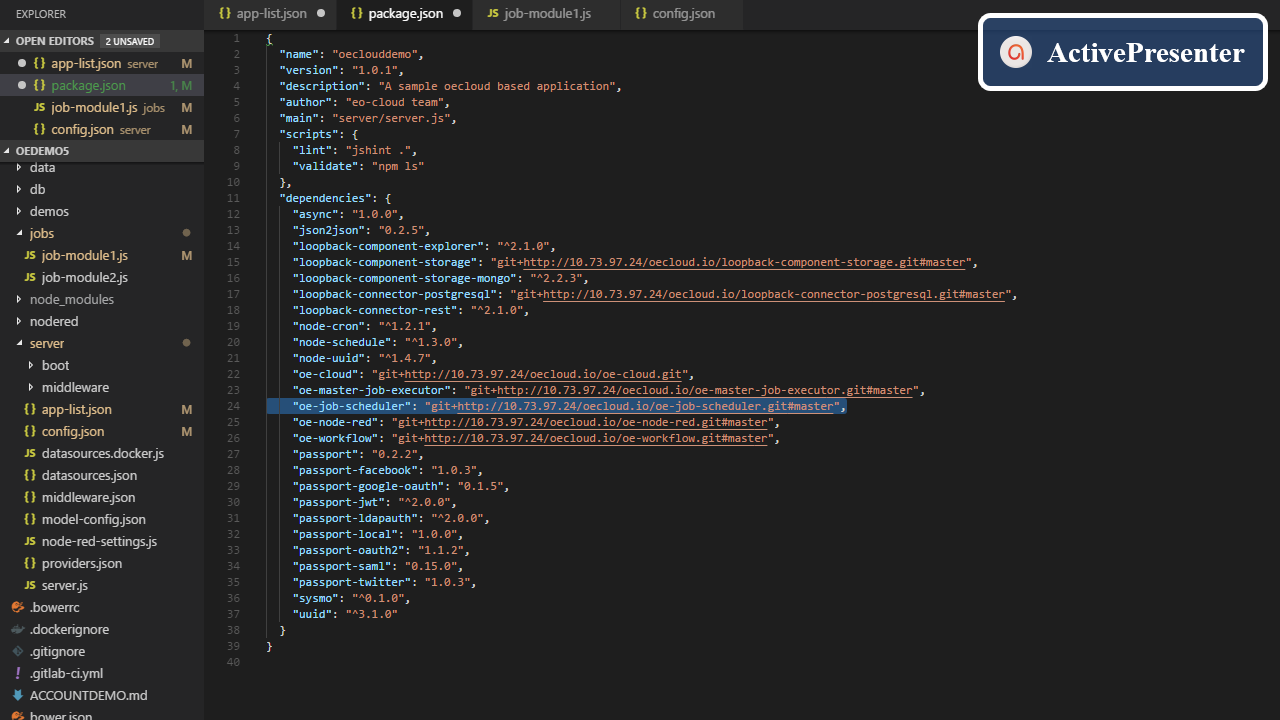 EXPLORER
OPEN EDITORS 2 UNSAVED
{} app-list.json server M
{} package.json 1, M
JS job-module1.js jobs M
{} config.json server M
OEDEMO5
data
db
demos
jobs
JS job-module1.js M
JS job-module2.js
node_modules
nodered
server
boot
middleware
{} app-list.json M
{} config.json M
JS datasources.docker.js
{} datasources.json
{} middleware.json
{} model-config.json
JS node-red-settings.js
{} providers.json
JS server.js
.bowerrc
.dockerignore
.gitignore
! .gitlab-ci.yml
ACCOUNTDEMO.md
bower.json
{} app-list.json {} package.json JS job-module1.js {} config.json
ActivePresenter
1 {
2 "name": "oeclouddemo",
3 "version": "1.0.1",
4 "description": "A sample oecloud based application",
5 "author": "eo-cloud team",
6 "main": "server/server.js",
7 "scripts": {
8 "lint": "jshint .",
9 "validate": "npm ls"
10 },
11 "dependencies": {
12 "async": "1.0.0",
13 "json2json": "0.2.5",
14 "loopback-component-explorer": "^2.1.0",
15 "loopback-component-storage": "git+http://10.73.97.24/oecloud.io/loopback-component-storage.git#master",
16 "loopback-component-storage-mongo": "^2.2.3",
17 "loopback-connector-postgresql": "git+http://10.73.97.24/oecloud.io/loopback-connector-postgresql.git#master",
18 "loopback-connector-rest": "^2.1.0",
19 "node-cron": "^1.2.1",
20 "node-schedule": "^1.3.0",
21 "node-uuid": "^1.4.7",
22 "oe-cloud": "git+http://10.73.97.24/oecloud.io/oe-cloud.git",
23 "oe-master-job-executor": "git+http://10.73.97.24/oecloud.io/oe-master-job-executor.git#master",
24 "oe-job-scheduler": "git+http://10.73.97.24/oecloud.io/oe-job-scheduler.git#master",
25 "oe-node-red": "git+http://10.73.97.24/oecloud.io/oe-node-red.git#master",
26 "oe-workflow": "git+http://10.73.97.24/oecloud.io/oe-workflow.git#master",
27 "passport": "0.2.2",
28 "passport-facebook": "1.0.3",
29 "passport-google-oauth": "0.1.5",
30 "passport-jwt": "^2.0.0",
31 "passport-ldapauth": "^2.0.0",
32 "passport-local": "1.0.0",
33 "passport-oauth2": "1.1.2",
34 "passport-saml": "0.15.0",
35 "passport-twitter": "1.0.3",
36 "sysmo": "^0.1.0",
37 "uuid": "^3.1.0"
38 }
39 }
40